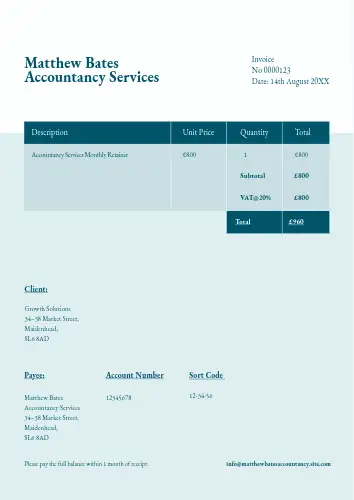 Matthew Bates
Accountancy Services
Invoice
No 0000123
Date: 14th August 20XX
Description Unit Price Quantity Total
Accountancy Services Monthly Retainer £800 1 £800
Subtotal £800
VAT@20% £800
Total £960
Client:
Growth Solutions
34-38 Market Street,
Maidenhead,
SL6 8AD
Payee: Account Number Sort Code
Matthew Bates 12345678 12-34-56
Accountancy Services
34-38 Market Street,
Maidenhead,
SL6 8AD
Please pay the full balance within 1 month of receipt. info@matthewbatesaccountancy.site.com